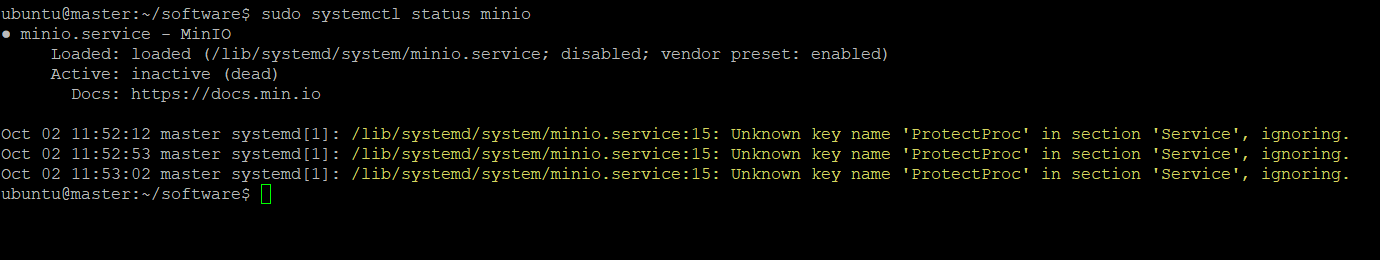 ubuntu@master:~/software$ sudo systemctl status minio
● minio.service - MinIO
Loaded: loaded (/lib/systemd/system/minio.service; disabled; vendor preset: enabled)
Active: inactive (dead)
Docs: https://docs.min.io
Oct 02 11:52:12 master systemd[1]: /lib/systemd/system/minio.service:15: Unknown key name 'ProtectProc' in section 'Service', ignoring.
Oct 02 11:52:53 master systemd[1]: /lib/systemd/system/minio.service:15: Unknown key name 'ProtectProc' in section 'Service', ignoring.
Oct 02 11:53:02 master systemd[1]: /lib/systemd/system/minio.service:15: Unknown key name 'ProtectProc' in section 'Service', ignoring.
ubuntu@master:~/software$